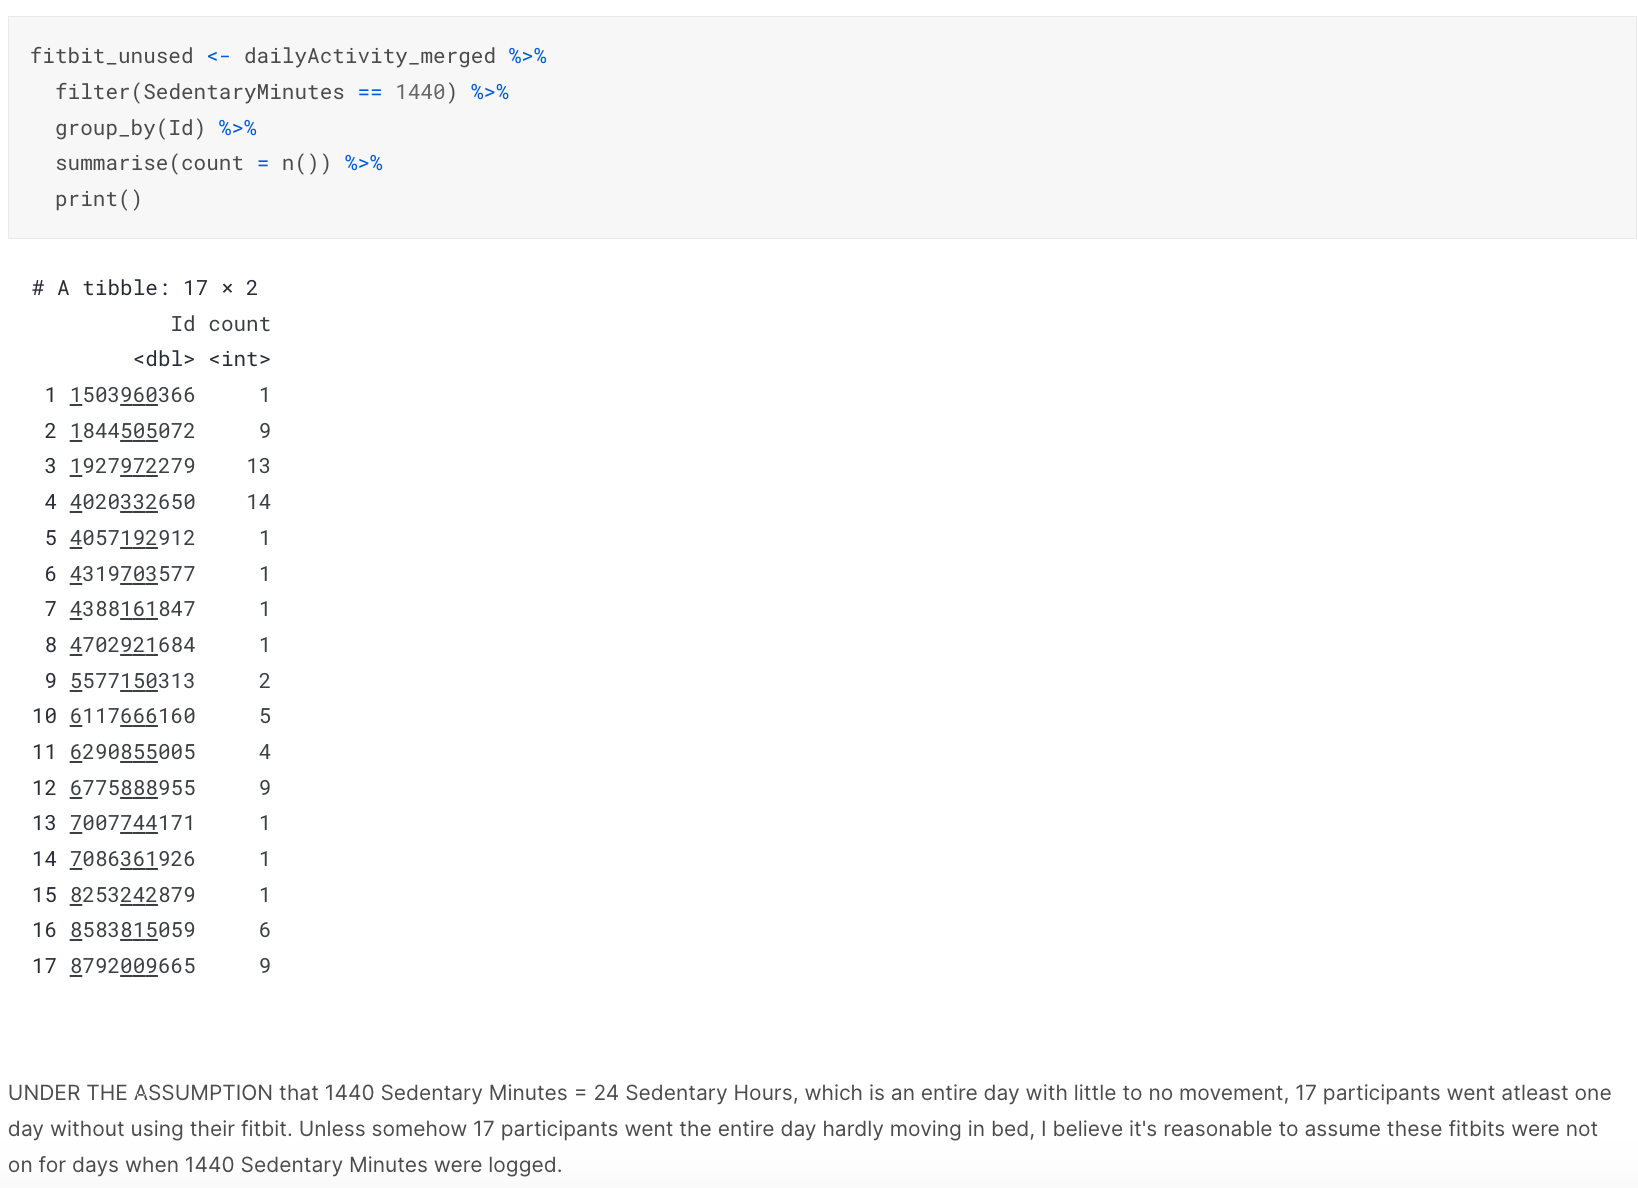 fitbit_unused <- dailyActivity_merged %>%
filter(SedentaryMinutes == 1440) %>%
group_by(Id) %>%
summarise(count = n()) %>%
print()
# A tibble: 17 × 2
Id count
<dbl> <int>
1 1503960366 1
2 1844505072 9
3 1927972279 13
4 4020332650 14
5 4057192912 1
6 4319703577 1
7 4388161847 1
8 4702921684 1
9 5577150313 2
10 6117666160 5
11 6290855005 4
12 6775888955 9
13 7007744171 1
14 7086361926 1
15 8253242879 1
16 8583815059 6
17 8792009665 9
UNDER THE ASSUMPTION that 1440 Sedentary Minutes = 24 Sedentary Hours, which is an entire day with little to no movement, 17 participants went atleast one
day without using their fitbit. Unless somehow 17 participants went the entire day hardly moving in bed, I believe it's reasonable to assume these fitbits were not
on for days when 1440 Sedentary Minutes were logged.